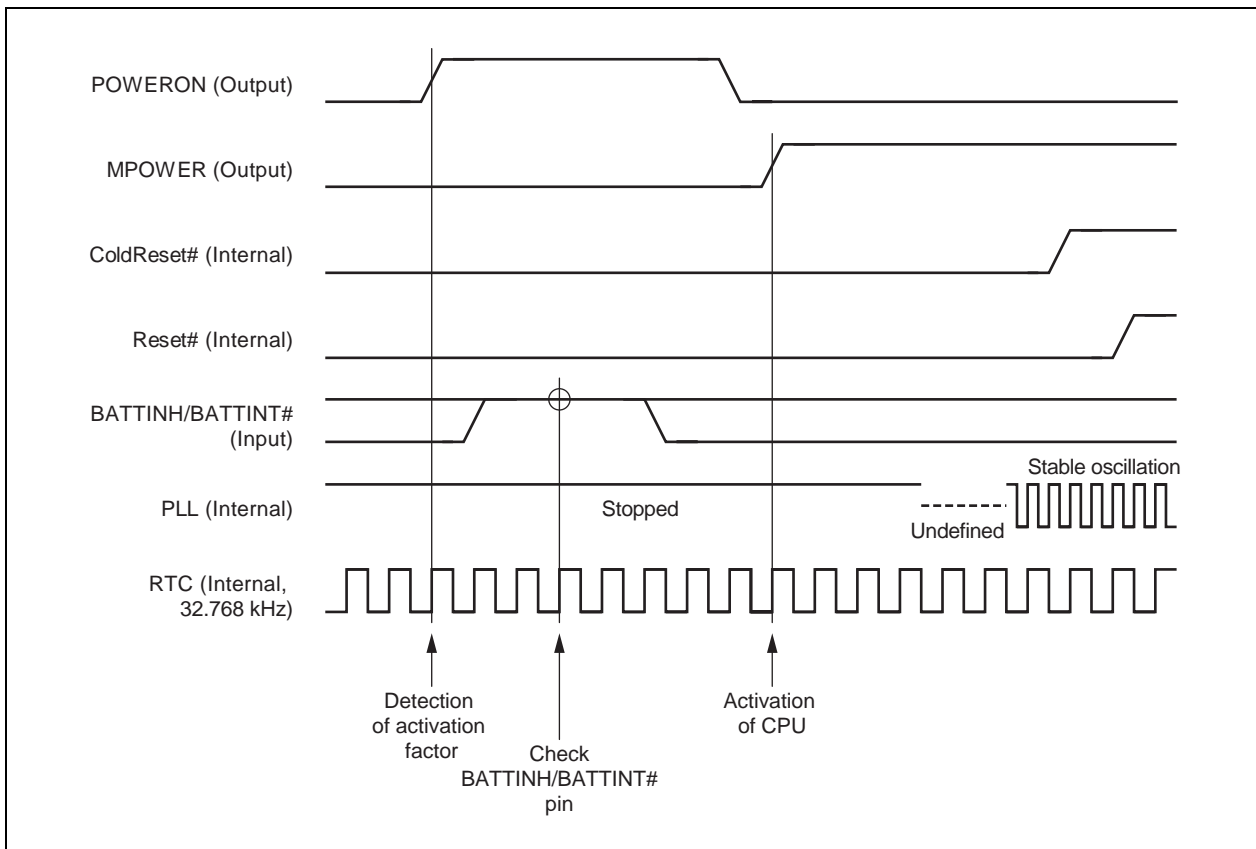 POWERON (Output)
MPOWER (Output)
ColdReset# (Internal)
Reset# (Internal)
BATTINH/BATTINT#
(Input)
Stable oscillation
PLL (Internal)
Stopped
Undefined
RTC (Internal,
32.768 kHz)
Detection
of activation
factor
Check
BATTINH/BATTINT#
pin
Activation
of CPU